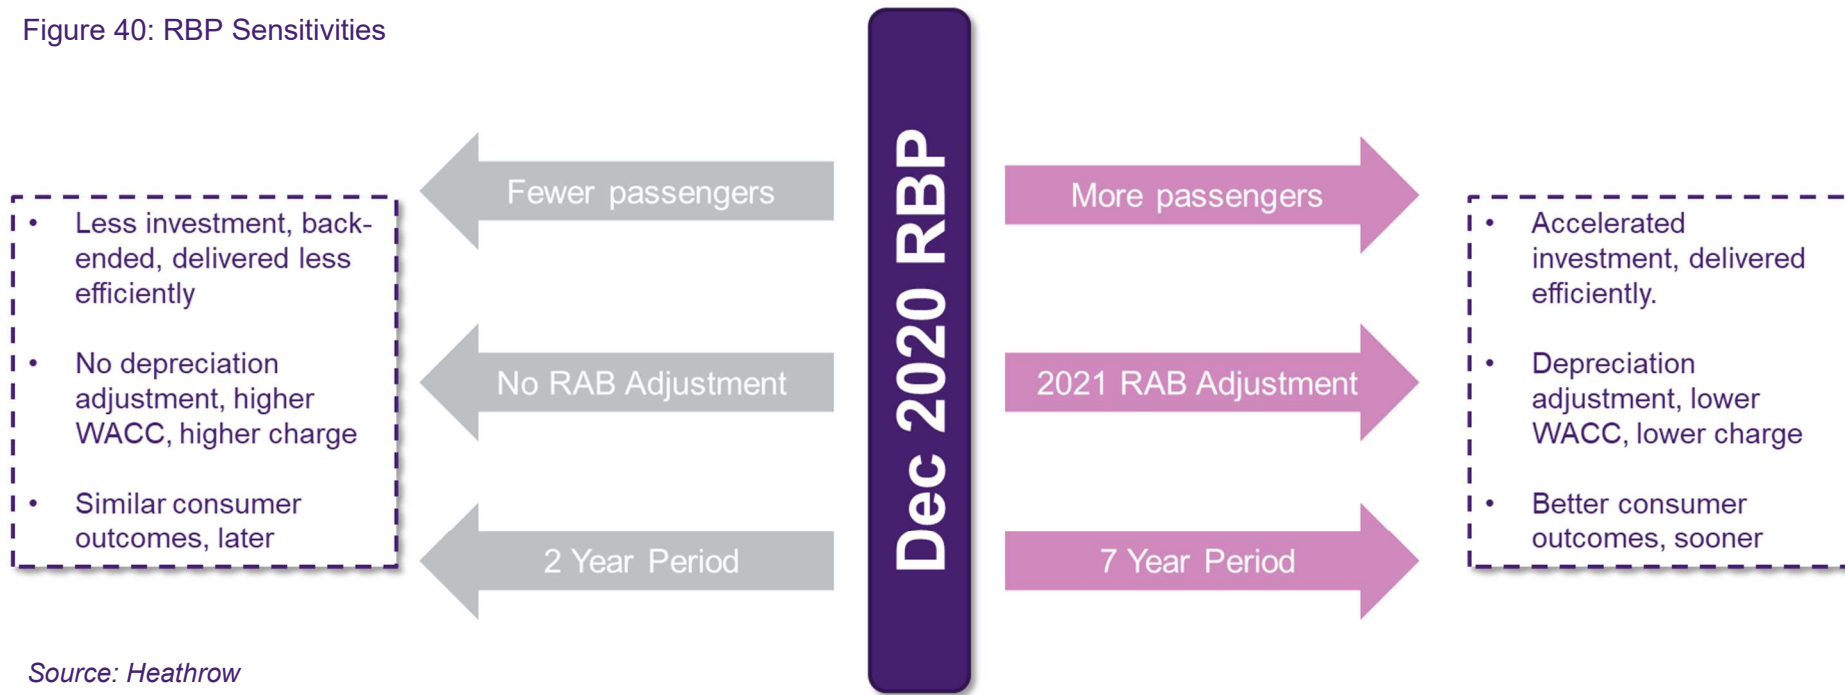 Figure 40: RBP Sensitivities
• Less investment, back-
ended, delivered less
efficiently
• No depreciation
adjustment, higher
WACC, higher charge
• Similar consumer
outcomes, later
Fewer passengers
No RAB Adjustment
2 Year Period
Dec 2020 RBP
More passengers
2021 RAB Adjustment
7 Year Period
• Accelerated
investment, delivered
efficiently.
• Depreciation
adjustment, lower
WACC, lower charge
• Better consumer
outcomes, sooner
Source: Heathrow